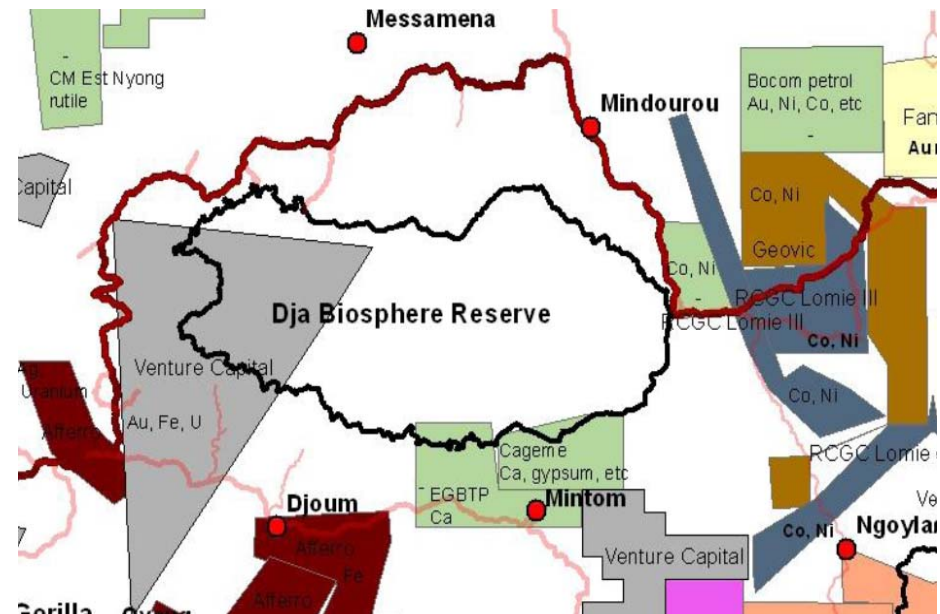 Messamena
CM Est Nyong
rutile
Mindourou
Bocom petrol
Au, Ni, Co, etc
Capital
Co, Ni
Geovic
Co, Ni
RCGC Lomie III
RCGC Lomie III
Dja Biosphere Reserve
Co, Ni
Venture Capital
Uranium
Afferro
Au, Fe, U
Co, Ni
Cageme
Ca, gypsum, etc
RCGC Lomie
EGBTP
Ca
Mintom
Djoum
Co, Ni
Afferro
Fe
Venture Capital
Afferro
Gorilla